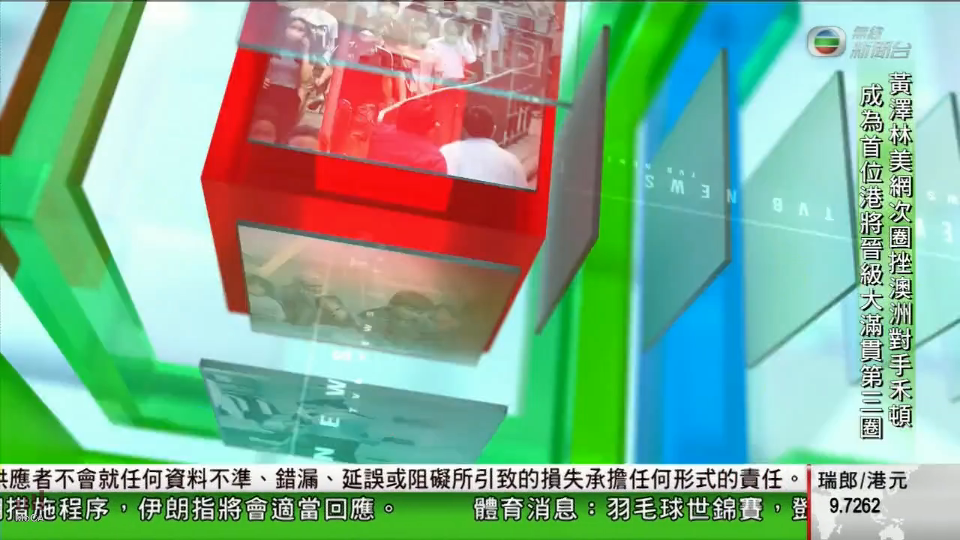 無綫
新聞台
黃澤林美網次圈挫澳洲對手禾頓
成為首位港將晉級大滿貫第三圈
NEWS
TVB
NEWS
供應者不會就任何資料不準、錯漏、延誤或阻礙所引致的損失承擔任何形式的責任。
措施程序，伊朗指將會適當回應。 體育消息：羽毛球世錦賽，登
瑞郎/港元
9.7262